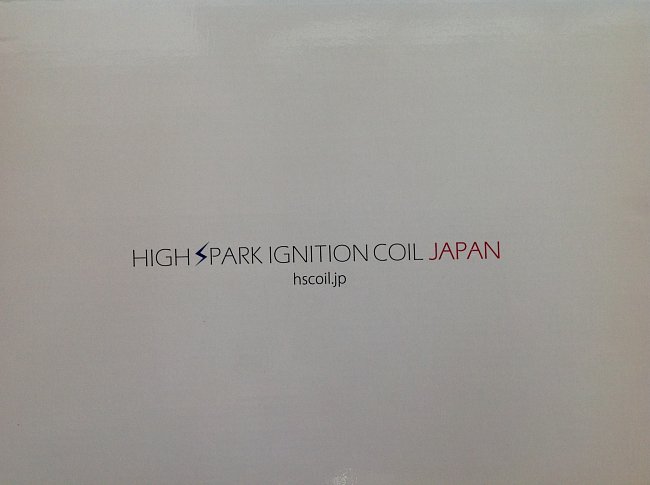 HIGH SPARK IGNITION COIL JAPAN
hscoil.jp